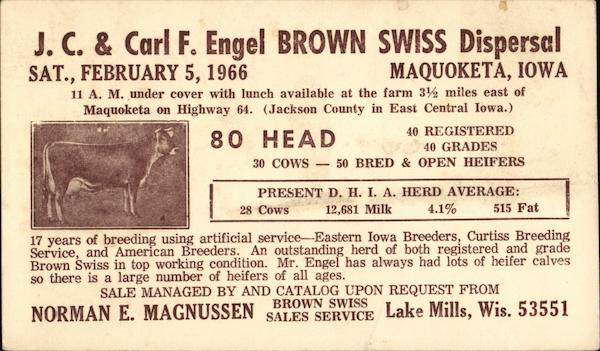 J. C. & Carl F. Engel BROWN SWISS Dispersal
SAT., FEBRUARY 5, 1966 MAQUOKETA, IOWA
11 A. M. under cover with lunch available at the farm 3½ miles east of
Maquoketa on Highway 64. (Jackson County in East Central Iowa.)
80 HEAD
40 REGISTERED
40 GRADES
30 COWS — 50 BRED & OPEN HEIFERS
PRESENT D. H. I. A. HERD AVERAGE:
28 Cows 12,681 Milk 4.1% 515 Fat
17 years of breeding using artificial service—Eastern Iowa Breeders, Curtiss Breeding
Service, and American Breeders. An outstanding herd of both registered and grade
Brown Swiss in top working condition. Mr. Engel has always had lots of heifer calves
so there is a large number of heifers of all ages.
SALE MANAGED BY AND CATALOG UPON REQUEST FROM
NORMAN E. MAGNUSSEN BROWN SWISS SALES SERVICE Lake Mills, Wis. 53551